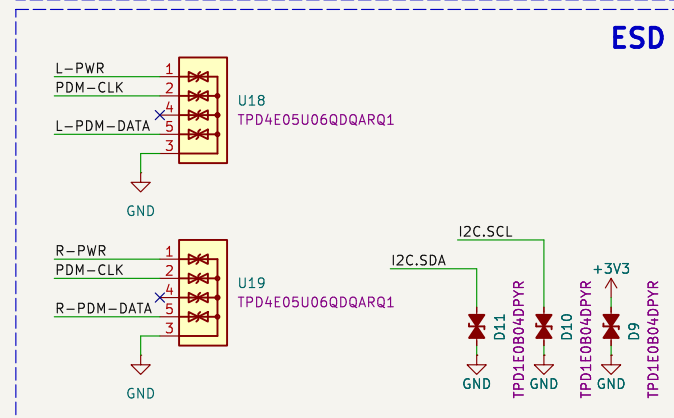 ESD
L-PWR
1
PDM-CLK
2
4
L-PDM-DATA
5
3
U18
TPD4E05U06QDQARQ1
GND
R-PWR
1
PDM-CLK
2
4
R-PDM-DATA
5
3
U19
TPD4E05U06QDQARQ1
GND
I2C.SCL
I2C.SDA
+3V3
D11
TPD1E0B04DPYR
D10
TPD1E0B04DPYR
D9
TPD1E0B04DPYR
GND
GND
GND